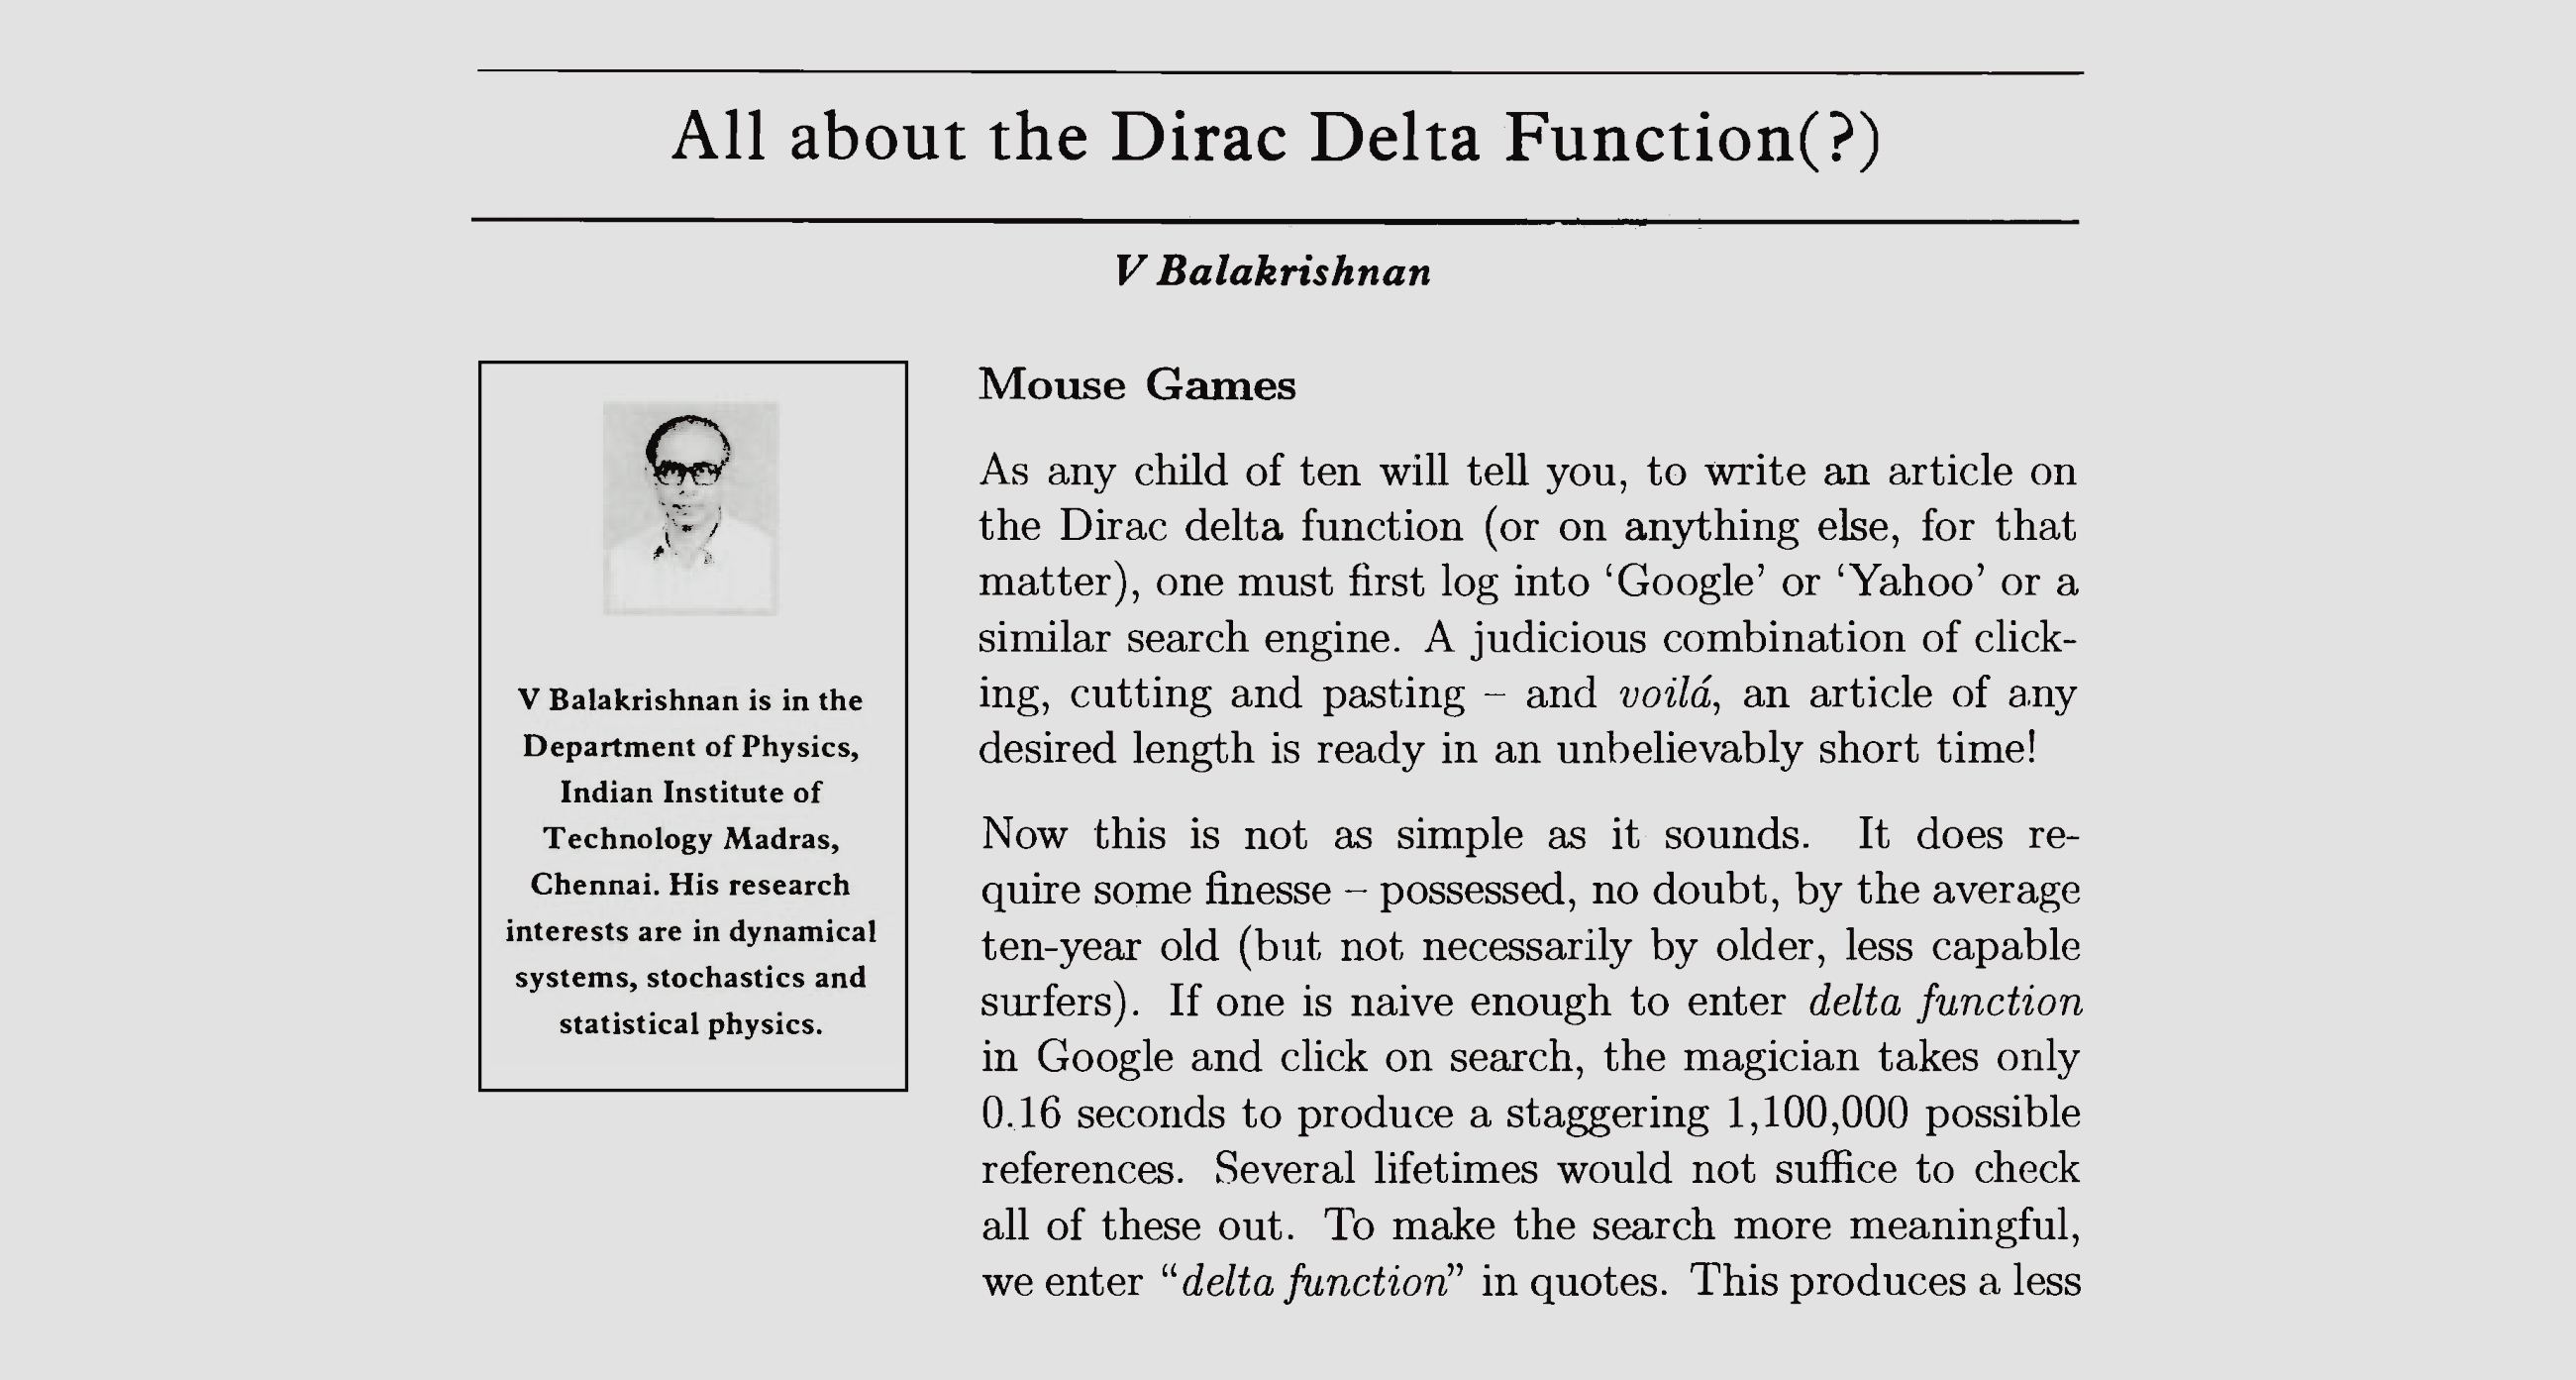 All about the Dirac Delta Function(?)
V Balakrishnan
V Balakrishnan is in the
Department of Physics,
Indian Institute of
Technology Madras,
Chennai. His research
interests are in dynamical
systems, stochastics and
statistical physics.
Mouse Games
As any child of ten will tell you, to write an article on
the Dirac delta function (or on anything else, for that
matter), one must first log into ‘Google’ or ‘Yahoo’ or a
similar search engine. A judicious combination of click-
ing, cutting and pasting – and voilá, an article of any
desired length is ready in an unbelievably short time!
Now this is not as simple as it sounds. It does re-
quire some finesse – possessed, no doubt, by the average
ten-year old (but not necessarily by older, less capable
surfers). If one is naive enough to enter delta function
in Google and click on search, the magician takes only
0.16 seconds to produce a staggering 1,100,000 possible
references. Several lifetimes would not suffice to check
all of these out. To make the search more meaningful,
we enter “delta function” in quotes. This produces a less